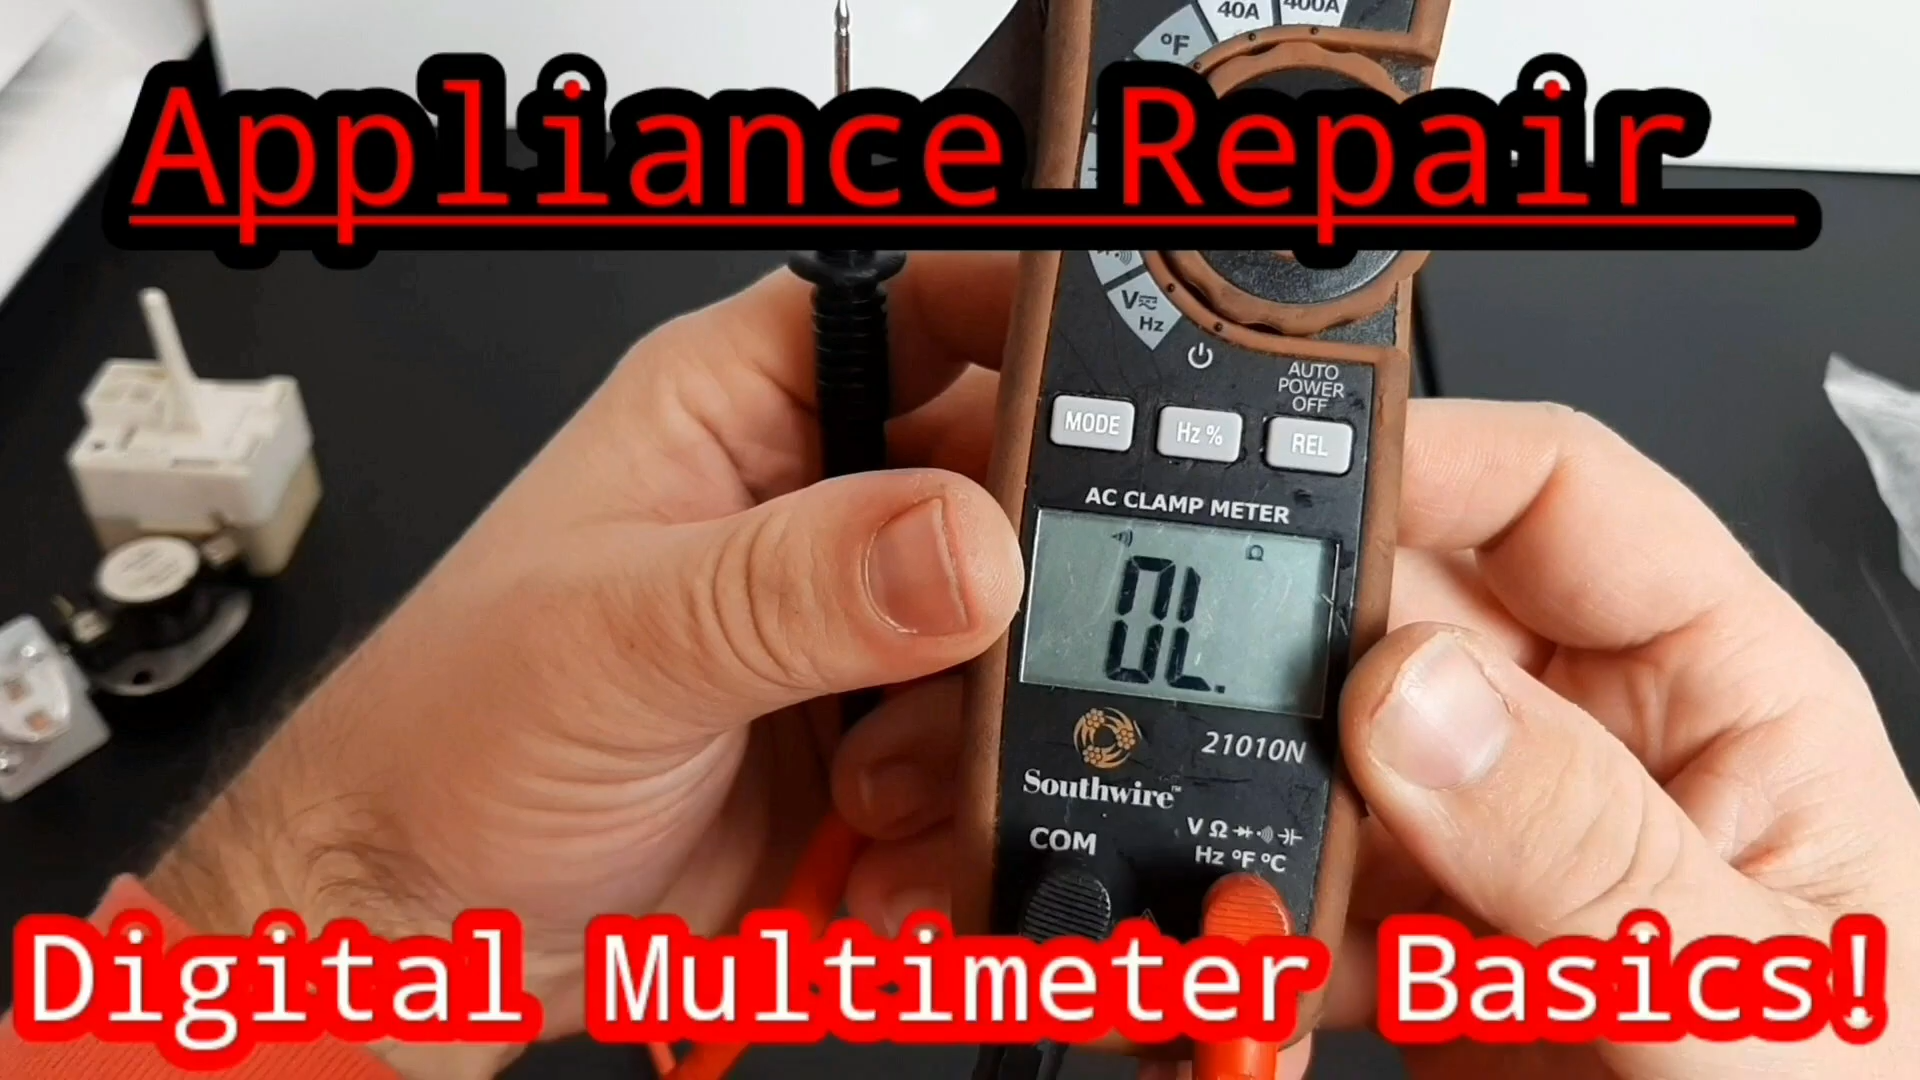 40A 400A
°F
Appliance Repair
V
Hz
AUTO
POWER
OFF
MODE
Hz %
REL
AC CLAMP METER
Ω
0L.
21010N
Southwire™
COM
V Ω
Hz °F °C
Digital Multimeter Basics!